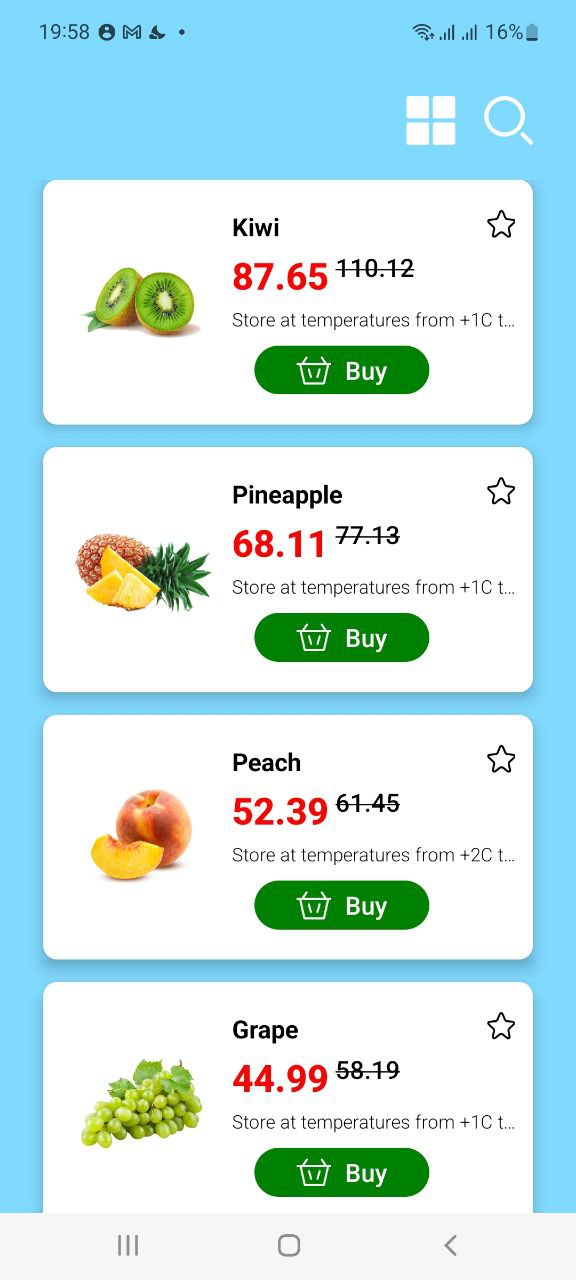 19:58 16%
Kiwi
87.65 110.12
Store at temperatures from +1C t...
Buy
Pineapple
68.11 77.13
Store at temperatures from +1C t...
Buy
Peach
52.39 61.45
Store at temperatures from +2C t...
Buy
Grape
44.99 58.19
Store at temperatures from +1C t...
Buy